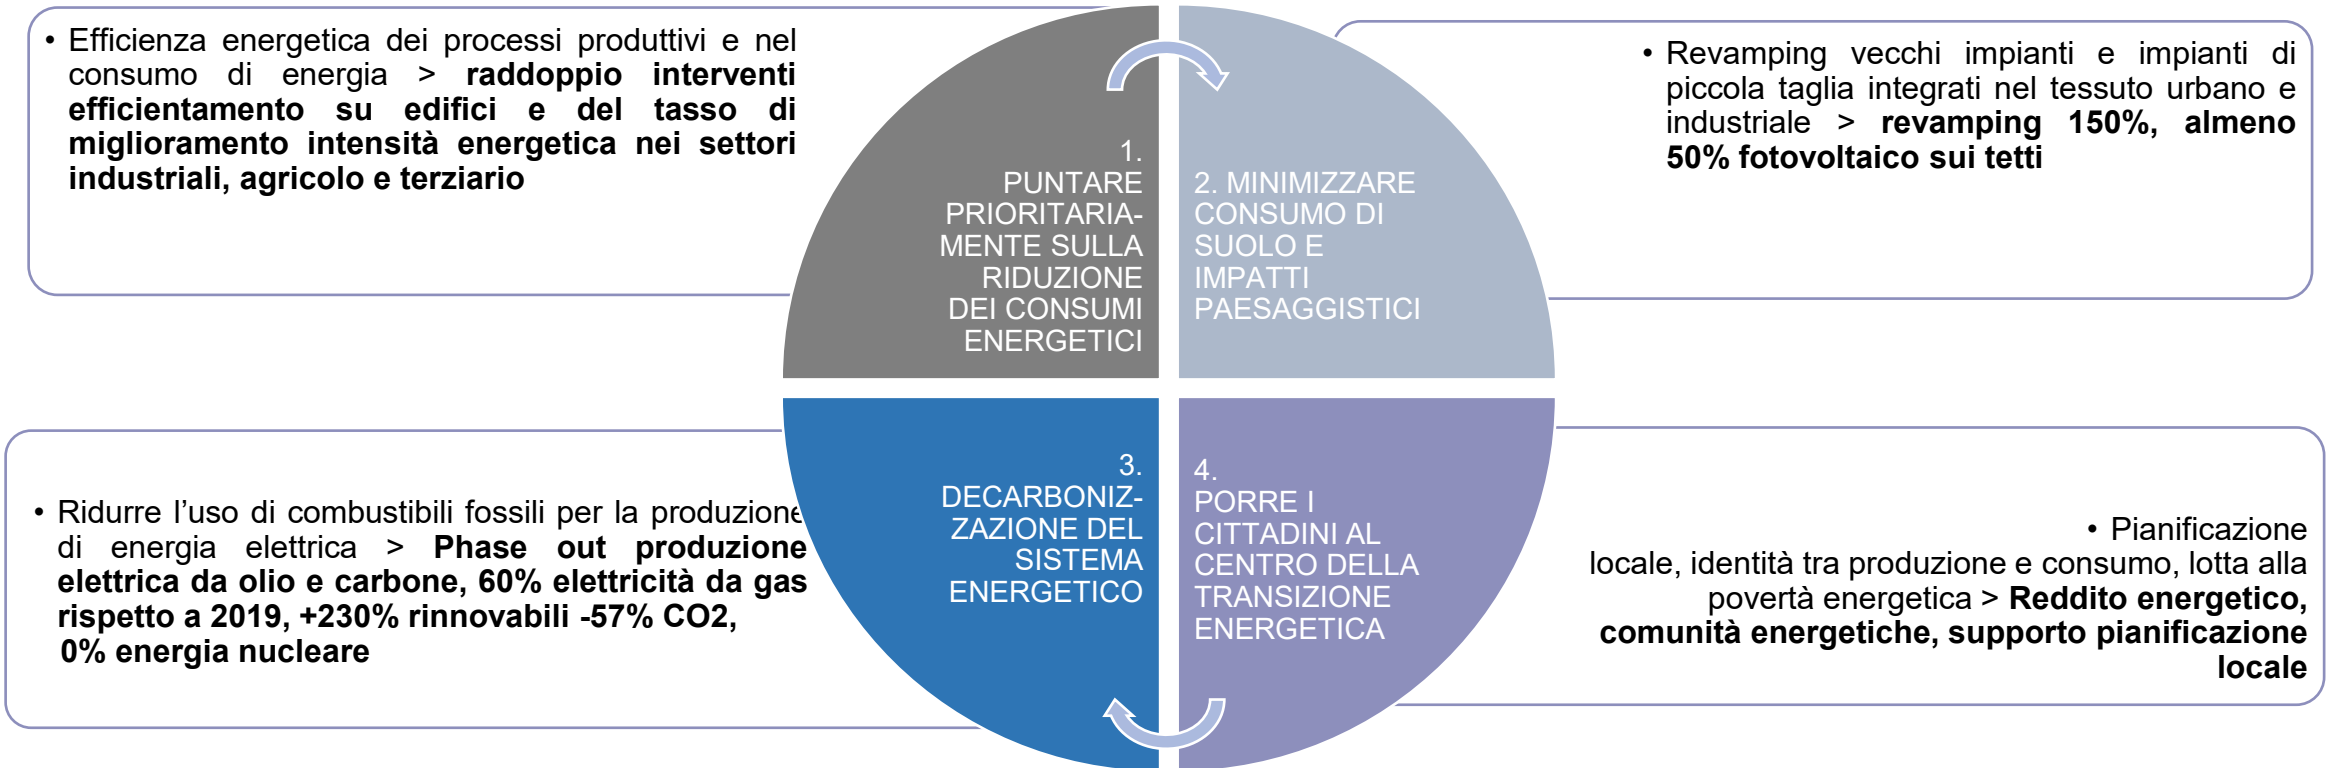 • Efficienza energetica dei processi produttivi e nel
consumo di energia > raddoppio interventi
efficientamento su edifici e del tasso di
miglioramento intensità energetica nei settori
industriali, agricolo e terziario
1.
PUNTARE
PRIORITARIA-
MENTE SULLA
RIDUZIONE
DEI CONSUMI
ENERGETICI
2. MINIMIZZARE
CONSUMO DI
SUOLO E
IMPATTI
PAESAGGISTICI
• Revamping vecchi impianti e impianti di
piccola taglia integrati nel tessuto urbano e
industriale > revamping 150%, almeno
50% fotovoltaico sui tetti
• Ridurre l’uso di combustibili fossili per la produzione
di energia elettrica > Phase out produzione
elettrica da olio e carbone, 60% elettricità da gas
rispetto a 2019, +230% rinnovabili -57% CO2,
0% energia nucleare
3.
DECARBONIZ-
ZAZIONE DEL
SISTEMA
ENERGETICO
4.
PORRE I
CITTADINI AL
CENTRO DELLA
TRANSIZIONE
ENERGETICA
• Pianificazione
locale, identità tra produzione e consumo, lotta alla
povertà energetica > Reddito energetico,
comunità energetiche, supporto pianificazione
locale